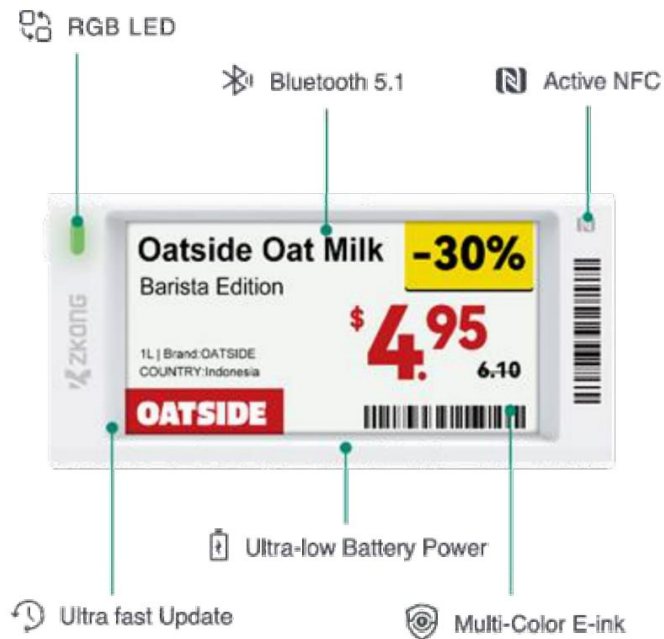 RGB LED
Bluetooth 5.1
Active NFC
Oatside Oat Milk
-30%
Barista Edition
$4.95
6.10
1L | Brand:OATSIDE
COUNTRY:Indonesia
OATSIDE
ZKONG
Ultra-low Battery Power
Ultra fast Update
Multi-Color E-ink